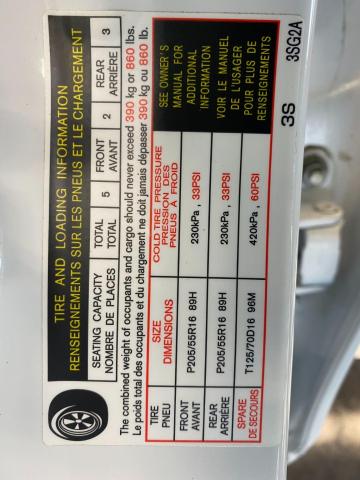 TIRE AND LOADING INFORMATION
RENSEIGNEMENTS SUR LES PNEUS ET LE CHARGEMENT
SEATING CAPACITY TOTAL 5 FRONT 2 REAR 3
NOMBRE DE PLACES TOTAL AVANT ARRIÈRE
The combined weight of occupants and cargo should never exceed 390 kg or 860 lbs.
Le poids total des occupants et du chargement ne doit jamais dépasser 390 kg ou 860 lb.
TIRE SIZE COLD TIRE PRESSURE
PNEU DIMENSIONS PRESSION DES
PNEUS À FROID
FRONT P205/55R16 89H 230kPa , 33PSI
AVANT
REAR P205/55R16 89H 230kPa , 33PSI
ARRIÈRE
SPARE T125/70D16 96M 420kPa , 60PSI
DE SECOURS
SEE OWNER'S
MANUAL FOR
ADDITIONAL
INFORMATION
VOIR LE MANUEL
DE L'USAGER
POUR PLUS DE
RENSEIGNEMENTS
3S
3SG2A